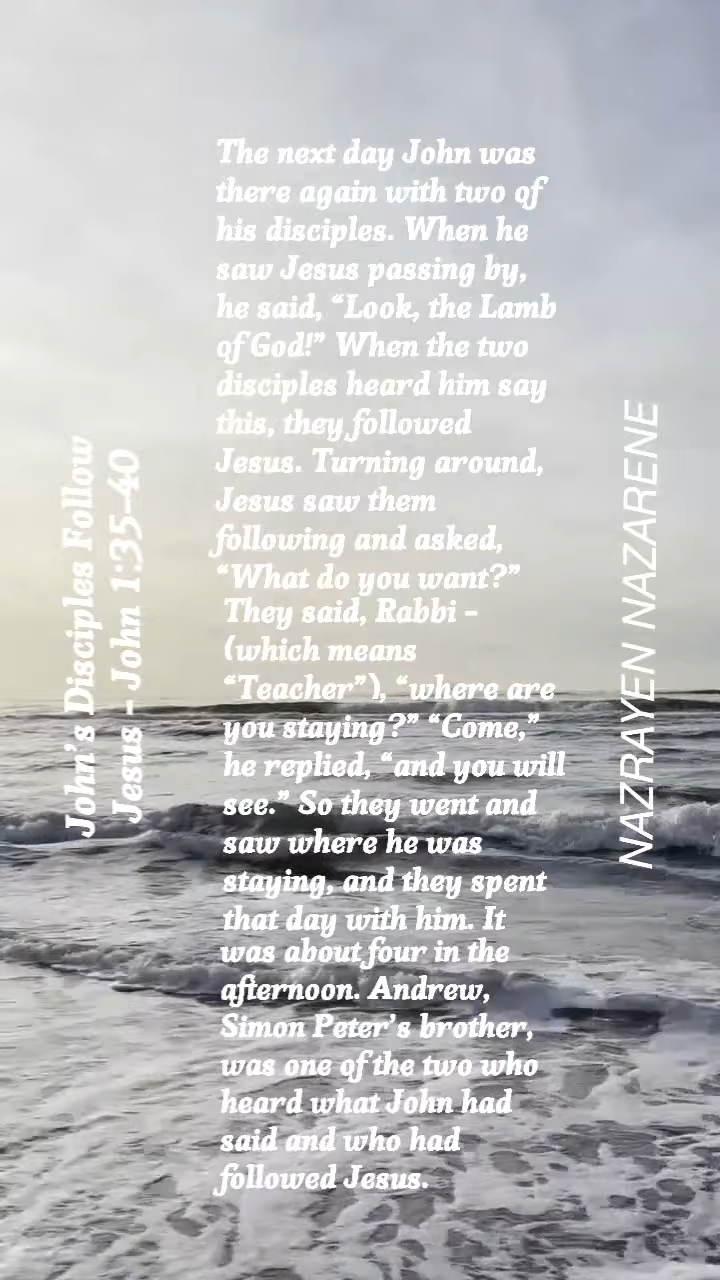 John's Disciples Follow
Jesus - John 1:35-40
The next day John was
there again with two of
his disciples. When he
saw Jesus passing by,
he said, “Look, the Lamb
of God!” When the two
disciples heard him say
this, they followed
Jesus. Turning around,
Jesus saw them
following and asked,
“What do you want?”
They said, Rabbi -
(which means
“Teacher”), “where are
you staying?” “Come,”
he replied, “and you will
see.” So they went and
saw where he was
staying, and they spent
that day with him. It
was about four in the
afternoon. Andrew,
Simon Peter’s brother,
was one of the two who
heard what John had
said and who had
followed Jesus.
NAZRAYEN NAZARENE